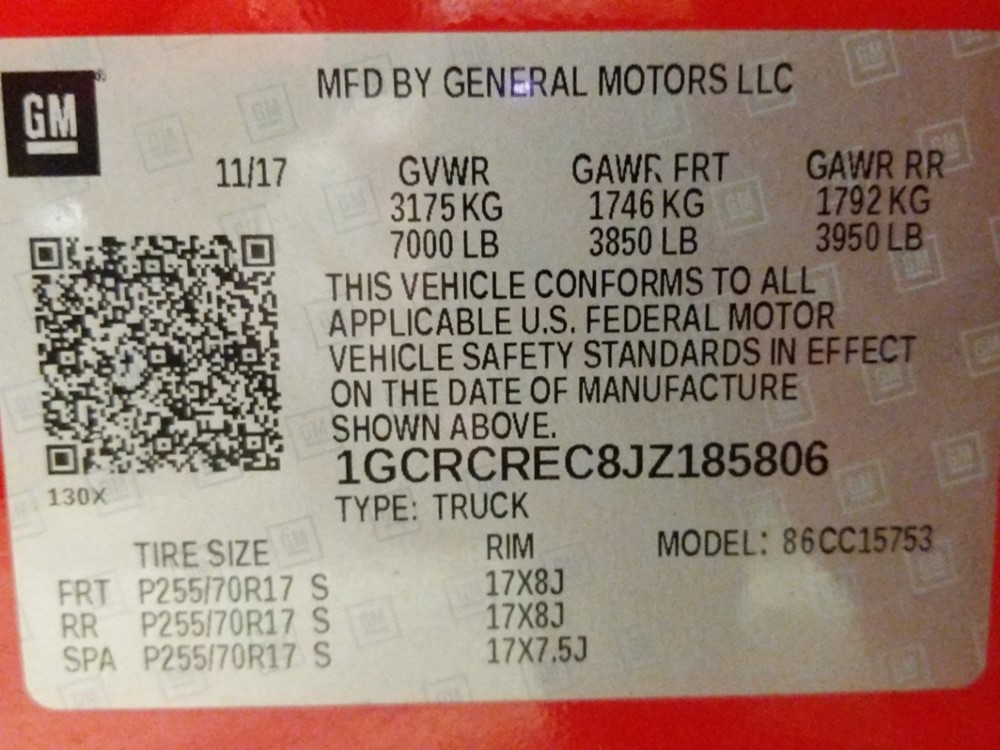 GM
MFD BY GENERAL MOTORS LLC
11/17 GVWR GAWR FRT GAWR RR
3175 KG 1746 KG 1792 KG
7000 LB 3850 LB 3950 LB
THIS VEHICLE CONFORMS TO ALL
APPLICABLE U.S. FEDERAL MOTOR
VEHICLE SAFETY STANDARDS IN EFFECT
ON THE DATE OF MANUFACTURE
SHOWN ABOVE.
1GCRCREC8JZ185806
130X
TYPE: TRUCK
TIRE SIZE RIM MODEL: 86CC15753
FRT P255/70R17 S 17X8J
RR P255/70R17 S 17X8J
SPA P255/70R17 S 17X7.5J